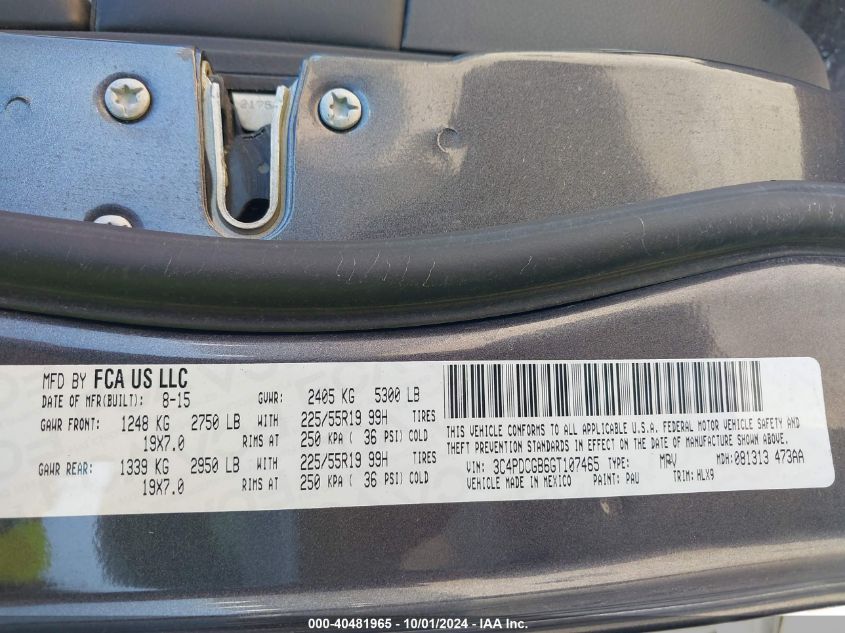 2178
MFD BY FCA US LLC
DATE OF MFR(BUILT): 8-15 GVWR: 2405 KG 5300 LB
GAWR FRONT: 1248 KG 2750 LB WITH 225/55R19 99H TIRES
19X7.0 RIMS AT 250 KPA ( 36 PSI) COLD
GAWR REAR: 1339 KG 2950 LB WITH 225/55R19 99H TIRES
19X7.0 RIMS AT 250 KPA ( 36 PSI) COLD
THIS VEHICLE CONFORMS TO ALL APPLICABLE U.S.A. FEDERAL MOTOR VEHICLE SAFETY AND
THEFT PREVENTION STANDARDS IN EFFECT ON THE DATE OF MANUFACTURE SHOWN ABOVE.
VIN: 3C4PDCGB6GT107465 TYPE: MPV MDH: 081313 473AA
VEHICLE MADE IN MEXICO PAINT: PAU TRIM: HLX9
000-40481965 - 10/01/2024 - IAA Inc.